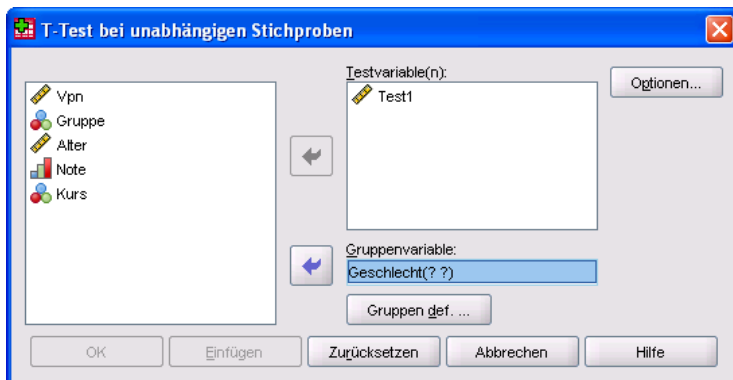 T-Test bei unabhängigen Stichproben
Testvariable(n):
Vpn
Gruppe
Alter
Note
Kurs
Test1
Optionen...
Gruppenvariable:
Geschlecht(? ?)
Gruppen def. ...
OK
Einfügen
Zurücksetzen
Abbrechen
Hilfe